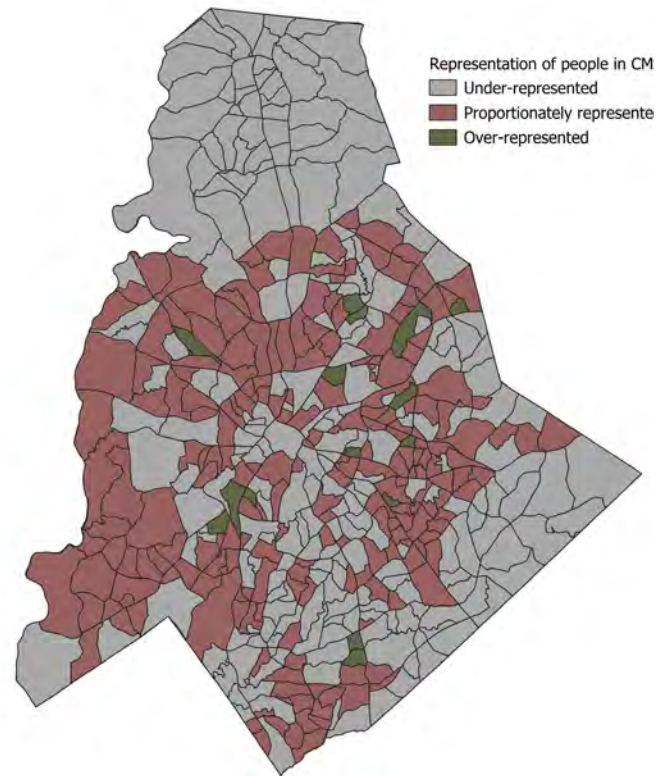 Representation of people in CM
Under-represented
Proportionately represente
Over-represented